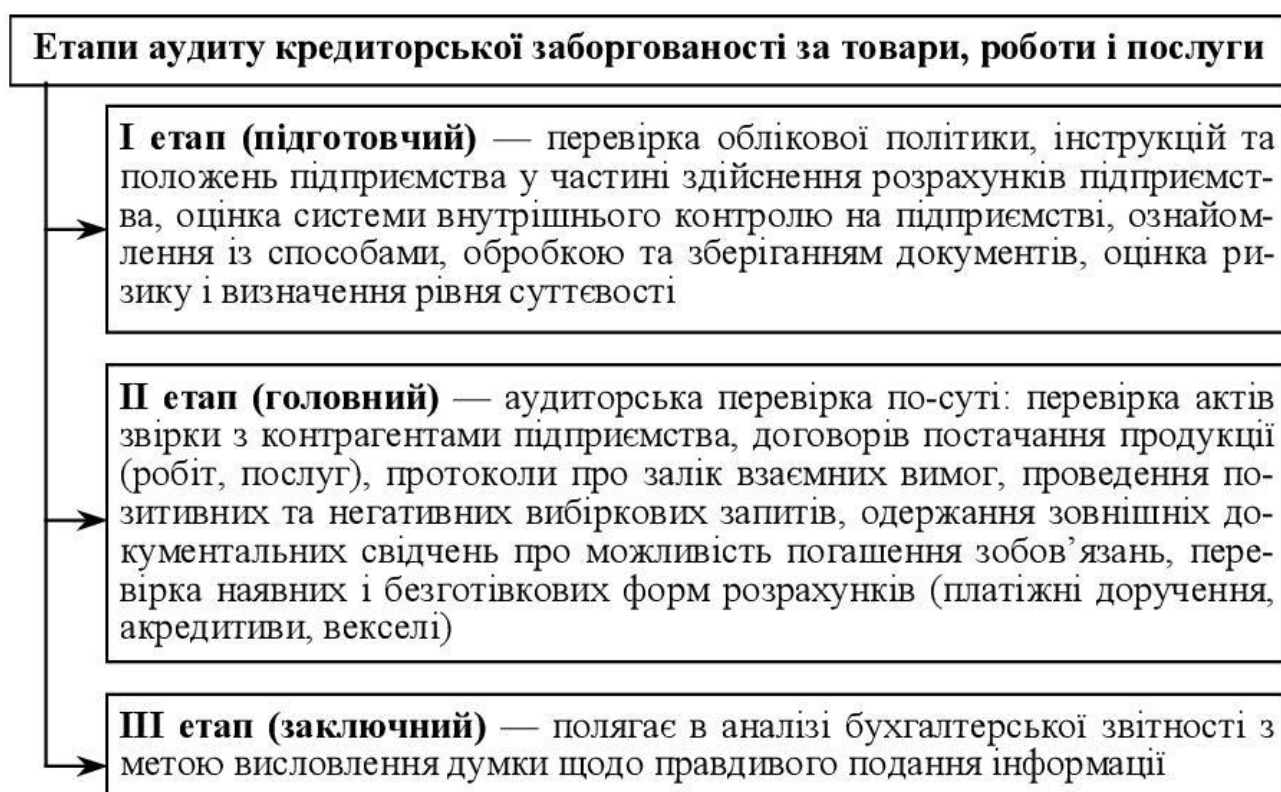 Етапи аудиту кредиторської заборгованості за товари, роботи і послуги
І етап (підготовчий) — перевірка облікової політики, інструкцій та
положень підприємства у частині здійснення розрахунків підприємст-
ва, оцінка системи внутрішнього контролю на підприємстві, ознайом-
лення із способами, обробкою та зберіганням документів, оцінка ри-
зику і визначення рівня суттєвості
ІІ етап (головний) — аудиторська перевірка по-суті: перевірка актів
звірки з контрагентами підприємства, договорів постачання продукції
(робіт, послуг), протоколи про залік взаємних вимог, проведення по-
зитивних та негативних вибіркових запитів, одержання зовнішніх до-
кументальних свідчень про можливість погашення зобов’язань, пере-
вірка наявних і безготівкових форм розрахунків (платіжні доручення,
акредитиви, векселі)
ІІІ етап (заключний) — полягає в аналізі бухгалтерської звітності з
метою висловлення думки щодо правдивого подання інформації